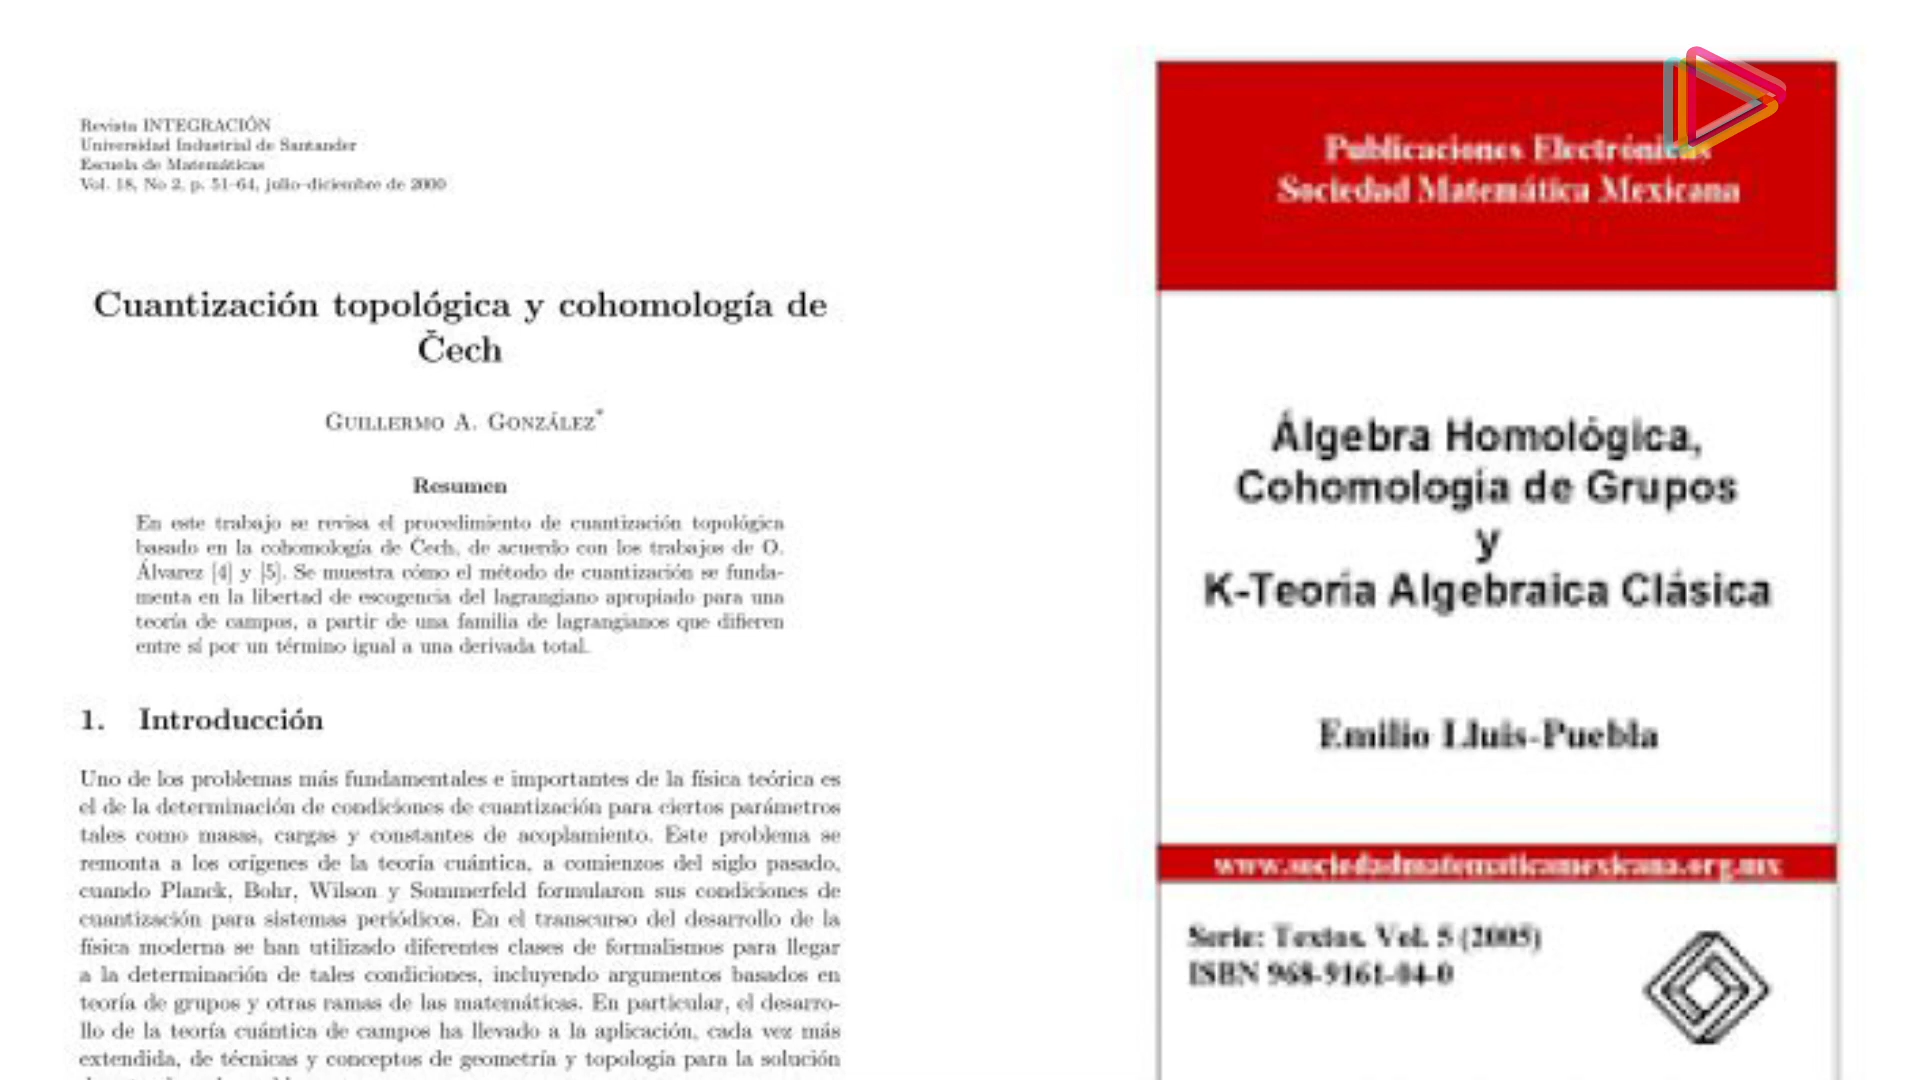 Revista INTEGRACIÓN
Universidad Industrial de Santander
Escuela de Matemáticas
Vol. 18, No 2, p. 51–64, julio–diciembre de 2000
Cuantización topológica y cohomología de
Čech
Guillermo A. González*
Resumen
En este trabajo se revisa el procedimiento de cuantización topológica
basado en la cohomología de Čech, de acuerdo con los trabajos de O.
Álvarez [4] y [5]. Se muestra cómo el método de cuantización se funda-
menta en la libertad de escogencia del lagrangiano apropiado para una
teoría de campos, a partir de una familia de lagrangianos que difieren
entre sí por un término igual a una derivada total.
1. Introducción
Uno de los problemas más fundamentales e importantes de la física teórica es
el de la determinación de condiciones de cuantización para ciertos parámetros
tales como masas, cargas y constantes de acoplamiento. Este problema se
remonta a los orígenes de la teoría cuántica, a comienzos del siglo pasado,
cuando Planck, Bohr, Wilson y Sommerfeld formularon sus condiciones de
cuantización para sistemas periódicos. En el transcurso del desarrollo de la
física moderna se han utilizado diferentes clases de formalismos para llegar
a la determinación de tales condiciones, incluyendo argumentos basados en
teoría de grupos y otras ramas de las matemáticas. En particular, el desarro-
llo de la teoría cuántica de campos ha llevado a la aplicación, cada vez más
extendida, de técnicas y conceptos de geometría y topología para la solución
Publicaciones Electrónicas
Sociedad Matemática Mexicana
Álgebra Homológica,
Cohomología de Grupos
y
K-Teoría Algebraica Clásica
Emilio Lluis-Puebla
www.sociedadmatematicamexicana.org.mx
Serie: Textos. Vol. 5 (2005)
ISBN 968-9161-04-0